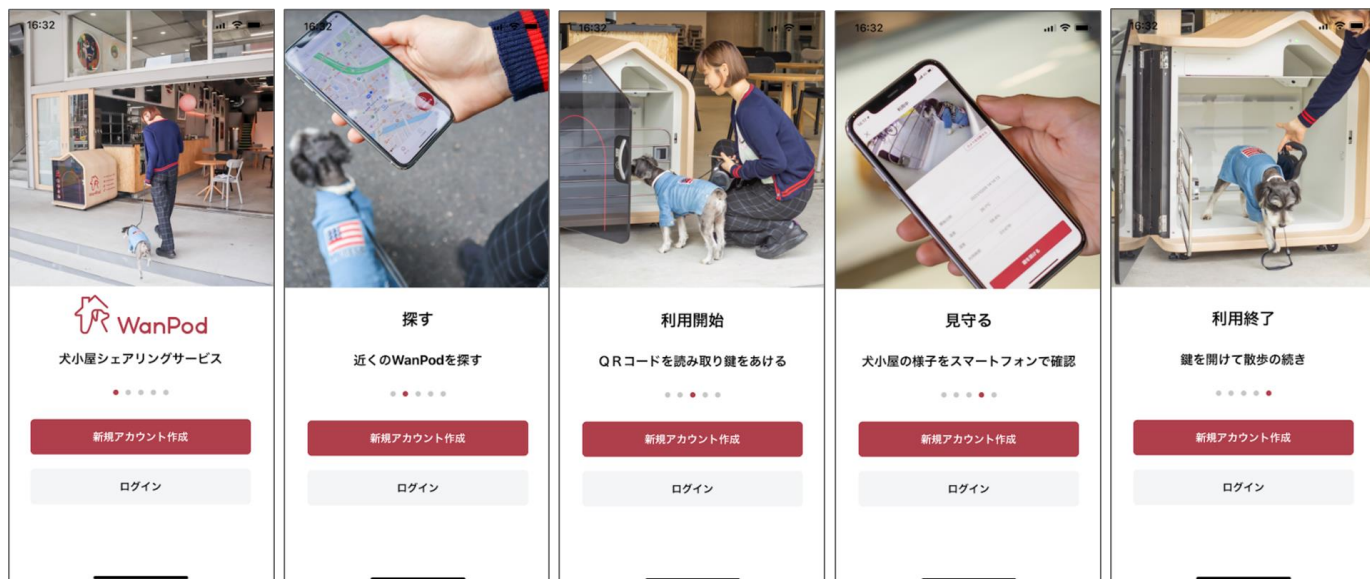 16:32
WanPod
犬小屋シェアリングサービス
新規アカウント作成
ログイン
16:32
探す
近くのWanPodを探す
新規アカウント作成
ログイン
16:32
利用開始
QRコードを読み取り鍵をあける
新規アカウント作成
ログイン
16:32
見守る
犬小屋の様子をスマートフォンで確認
新規アカウント作成
ログイン
16:32
利用終了
鍵を開けて散歩の続き
新規アカウント作成
ログイン